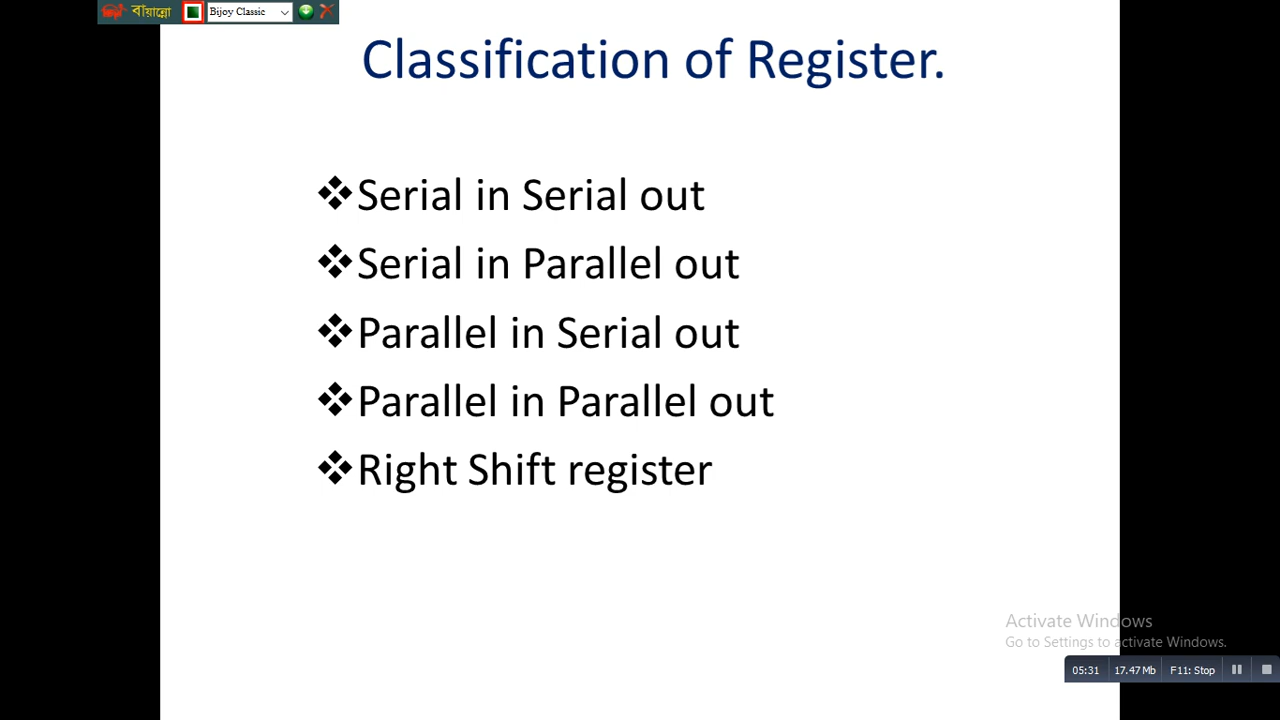 বায়ান্নো Bijoy Classic
Classification of Register.
❖Serial in Serial out
❖Serial in Parallel out
❖Parallel in Serial out
❖Parallel in Parallel out
❖Right Shift register
Activate Windows
Go to Settings to activate Windows.
05:31 17.47 Mb F11: Stop